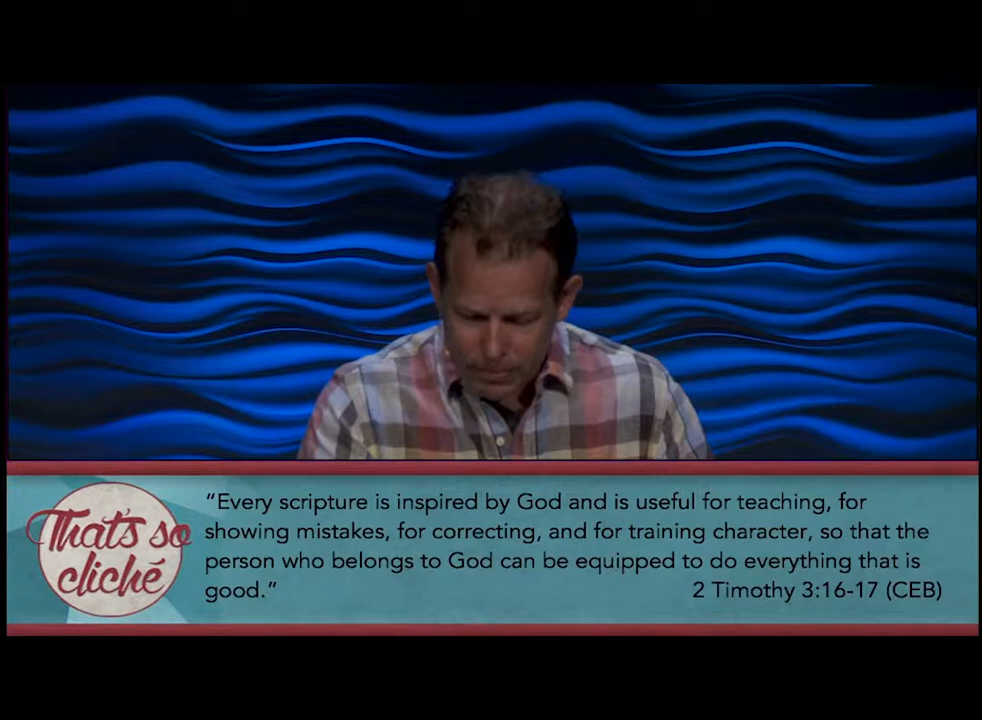 That's so
cliché
"Every scripture is inspired by God and is useful for teaching, for
showing mistakes, for correcting, and for training character, so that the
person who belongs to God can be equipped to do everything that is
good." 2 Timothy 3:16-17 (CEB)